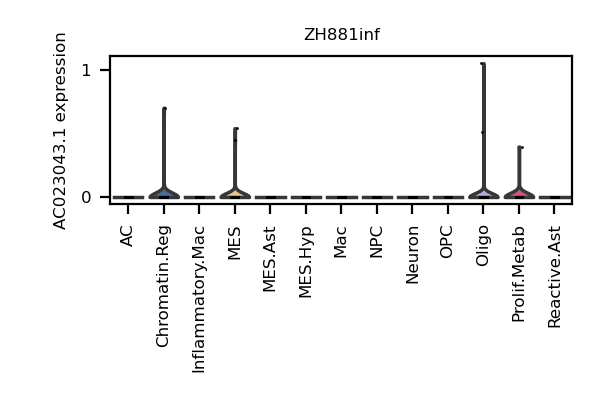 ZH881inf
AC023043.1 expression
1
0
AC
Chromatin.Reg
Inflammatory.Mac
MES
MES.Ast
MES.Hyp
Mac
NPC
Neuron
OPC
Oligo
Prolif.Metab
Reactive.Ast